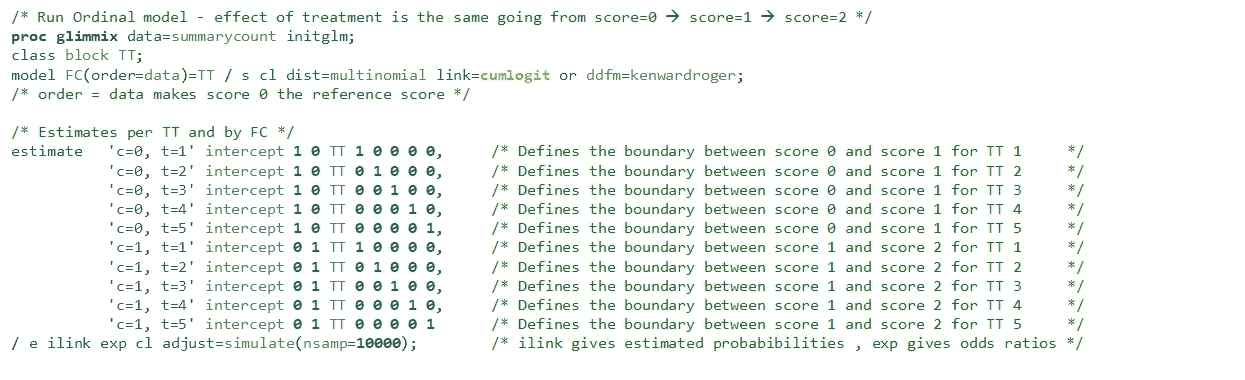 /* Run Ordinal model - effect of treatment is the same going from score=0 → score=1 → score=2 */
proc glimmix data=summarycount initglm;
class block TT;
model FC(order=data)=TT / s cl dist=multinomial link=cumlogit or ddfm=kenwardroger;
/* order = data makes score 0 the reference score */
/* Estimates per TT and by FC */
estimate 'c=0, t=1' intercept 1 0 TT 1 0 0 0 0, /* Defines the boundary between score 0 and score 1 for TT 1 */
'c=0, t=2' intercept 1 0 TT 0 1 0 0 0, /* Defines the boundary between score 0 and score 1 for TT 2 */
'c=0, t=3' intercept 1 0 TT 0 0 1 0 0, /* Defines the boundary between score 0 and score 1 for TT 3 */
'c=0, t=4' intercept 1 0 TT 0 0 0 1 0, /* Defines the boundary between score 0 and score 1 for TT 4 */
'c=0, t=5' intercept 1 0 TT 0 0 0 0 1, /* Defines the boundary between score 0 and score 1 for TT 5 */
'c=1, t=1' intercept 0 1 TT 1 0 0 0 0, /* Defines the boundary between score 1 and score 2 for TT 1 */
'c=1, t=2' intercept 0 1 TT 0 1 0 0 0, /* Defines the boundary between score 1 and score 2 for TT 2 */
'c=1, t=3' intercept 0 1 TT 0 0 1 0 0, /* Defines the boundary between score 1 and score 2 for TT 3 */
'c=1, t=4' intercept 0 1 TT 0 0 0 1 0, /* Defines the boundary between score 1 and score 2 for TT 4 */
'c=1, t=5' intercept 0 1 TT 0 0 0 0 1 /* Defines the boundary between score 1 and score 2 for TT 5 */
/ e ilink exp cl adjust=simulate(nsamp=10000); /* ilink gives estimated probabibilities , exp gives odds ratios */